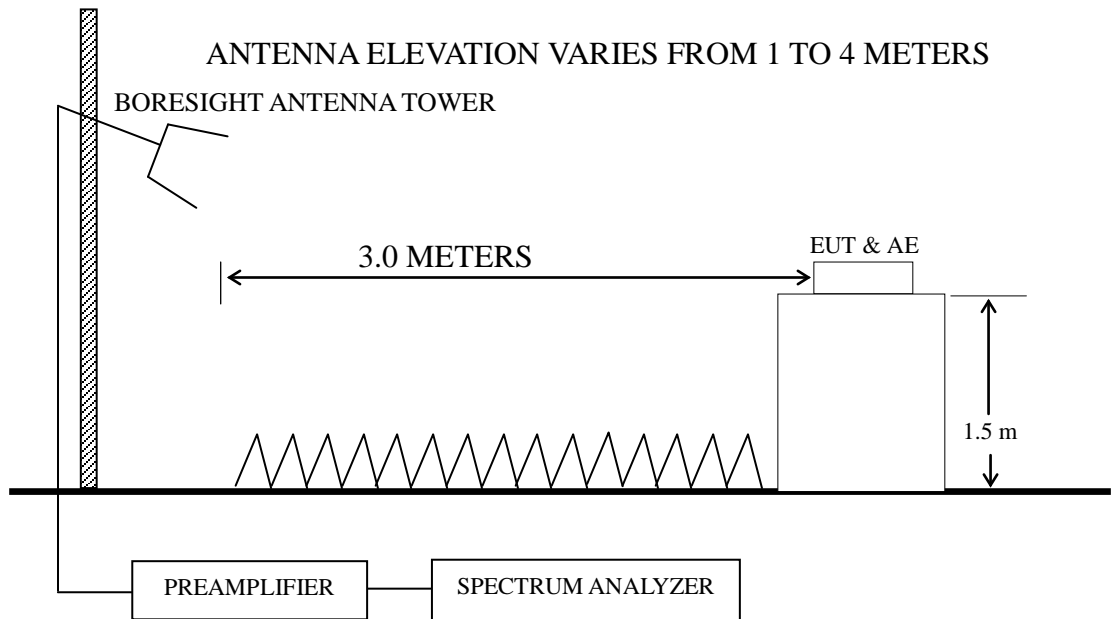 ANTENNA ELEVATION VARIES FROM 1 TO 4 METERS
BORESIGHT ANTENNA TOWER
EUT & AE
3.0 METERS
1.5 m
PREAMPLIFIER
SPECTRUM ANALYZER